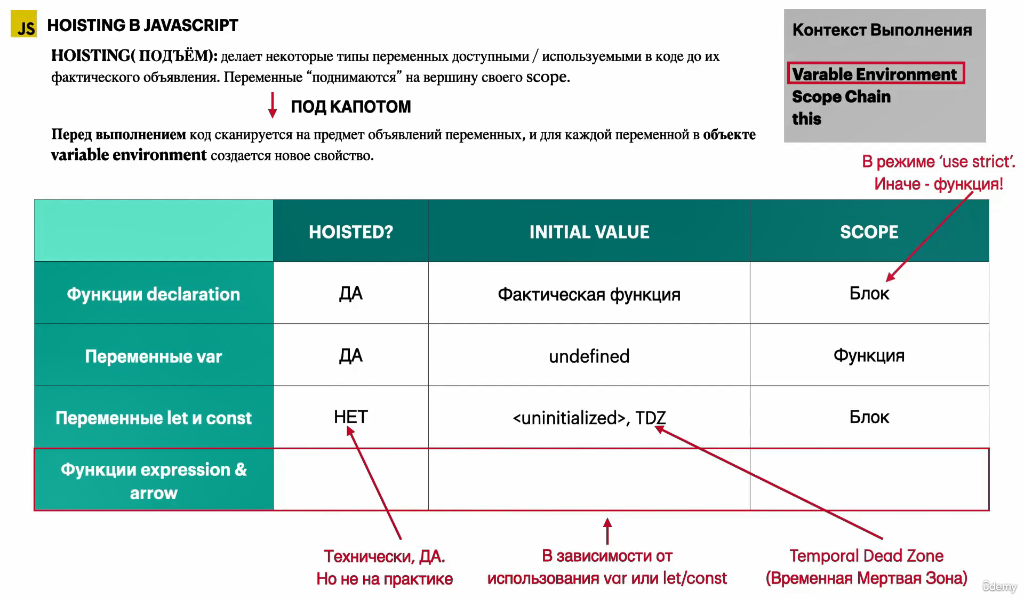 JS HOISTING В JAVASCRIPT
HOISTING( ПОДЪЁМ): делает некоторые типы переменных доступными / используемыми в коде до их
фактического объявления. Переменные “поднимаются” на вершину своего scope.
ПОД КАПОТОМ
Перед выполнением код сканируется на предмет объявлений переменных, и для каждой переменной в объекте
variable environment создается новое свойство.
Контекст Выполнения
Varable Environment
Scope Chain
this
В режиме ‘use strict’.
Иначе - функция!
HOISTED? INITIAL VALUE SCOPE
Функции declaration ДА Фактическая функция Блок
Переменные var ДА undefined Функция
Переменные let и const НЕТ <uninitialized>, TDZ Блок
Функции expression &
arrow
Технически, ДА.
Но не на практике
В зависимости от
использования var или let/const
Temporal Dead Zone
(Временная Мертвая Зона)
ûdemy